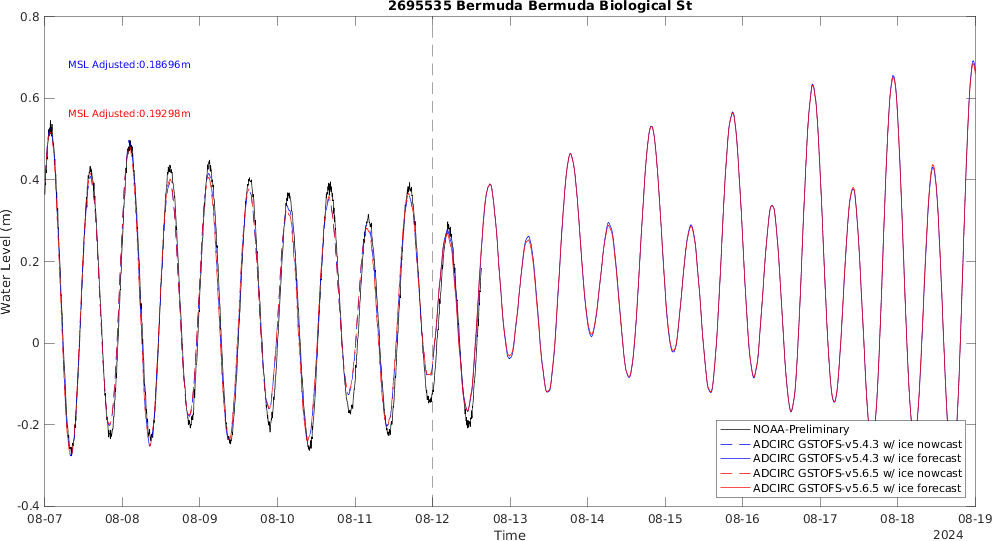 2695535 Bermuda Bermuda Biological St
MSL Adjusted:0.18696m
MSL Adjusted:0.19298m
Water Level (m)
0.8
0.6
0.4
0.2
0
-0.2
-0.4
NOAA-Preliminary
ADCIRC GSTOFS-v5.4.3 w/ ice nowcast
ADCIRC GSTOFS-v5.4.3 w/ ice forecast
ADCIRC GSTOFS-v5.6.5 w/ ice nowcast
ADCIRC GSTOFS-v5.6.5 w/ ice forecast
08-07 08-08 08-09 08-10 08-11 08-12 08-13 08-14 08-15 08-16 08-17 08-18 08-19
Time
2024